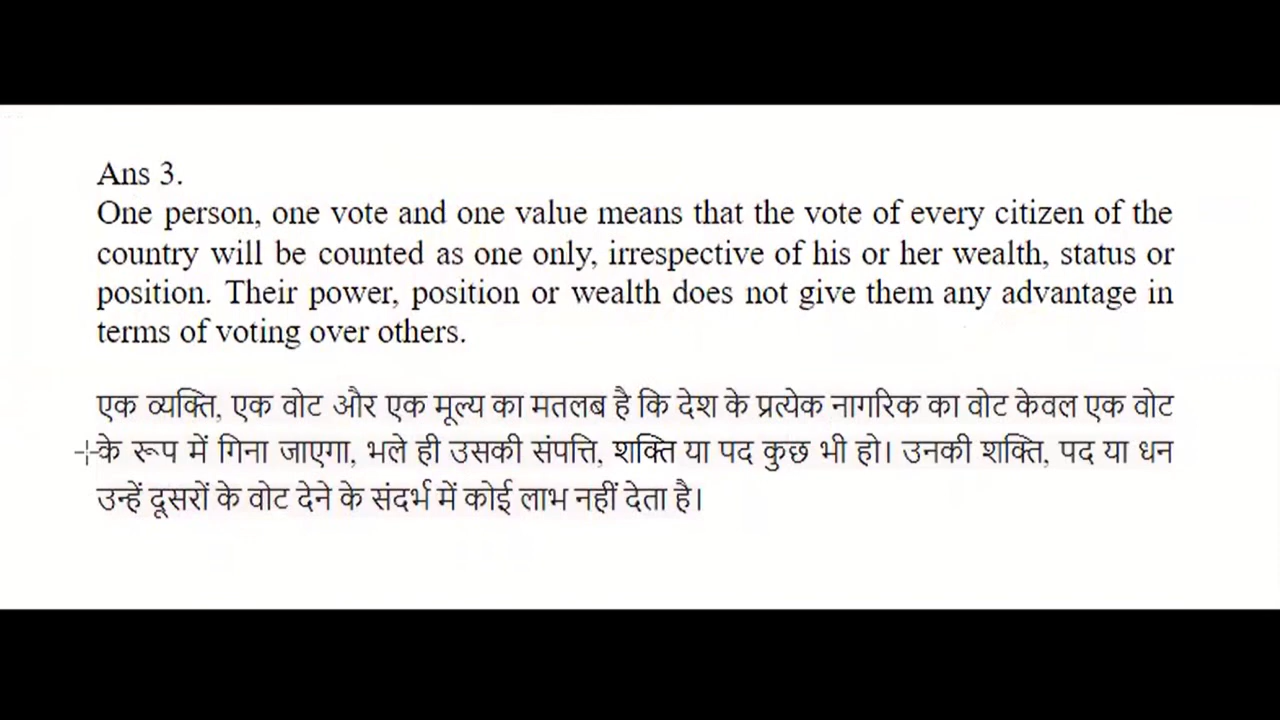 Ans 3.
One person, one vote and one value means that the vote of every citizen of the
country will be counted as one only, irrespective of his or her wealth, status or
position. Their power, position or wealth does not give them any advantage in
terms of voting over others.
एक व्यक्ति, एक वोट और एक मूल्य का मतलब है कि देश के प्रत्येक नागरिक का वोट केवल एक वोट
के रूप में गिना जाएगा, भले ही उसकी संपत्ति, शक्ति या पद कुछ भी हो। उनकी शक्ति, पद या धन
उन्हें दूसरों के वोट देने के संदर्भ में कोई लाभ नहीं देता है।